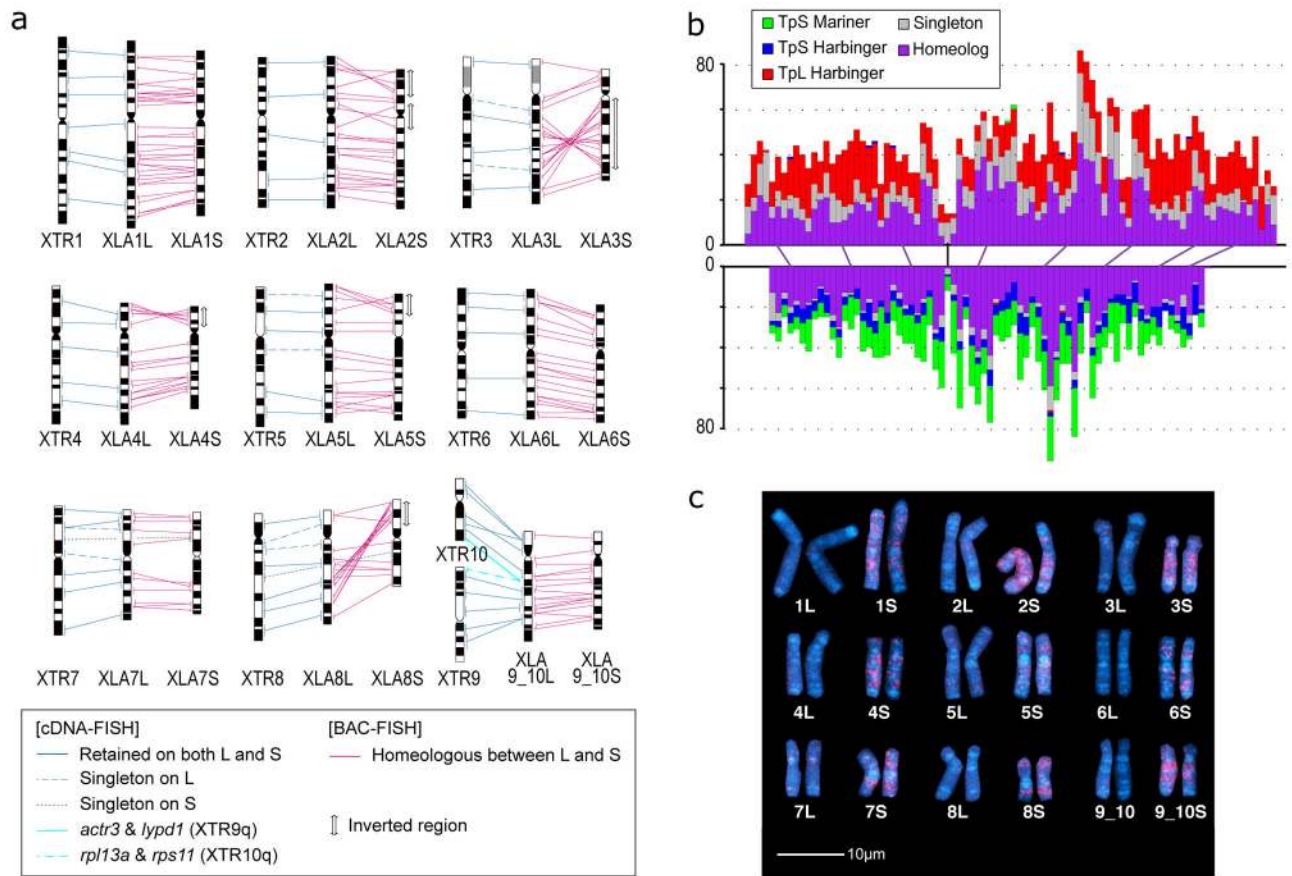 a
XTR1 XLA1L XLA1S
XTR2 XLA2L XLA2S
XTR3 XLA3L XLA3S
XTR4 XLA4L XLA4S
XTR5 XLA5L XLA5S
XTR6 XLA6L XLA6S
XTR10
XTR7 XLA7L XLA7S
XTR8 XLA8L XLA8S
XTR9 XLA 9_10L XLA 9_10S
[cDNA-FISH]
Retained on both L and S
Singleton on L
Singleton on S
actr3 & lypd1 (XTR9q)
rpl13a & rps11 (XTR10q)
[BAC-FISH]
Homeologous between L and S
Inverted region
b
TpS Mariner
TpS Harbinger
TpL Harbinger
Singleton
Homeolog
80
0
0
80
c
1L 1S 2L 2S 3L 3S
4L 4S 5L 5S 6L 6S
7L 7S 8L 8S 9_10 9_10S
10μm